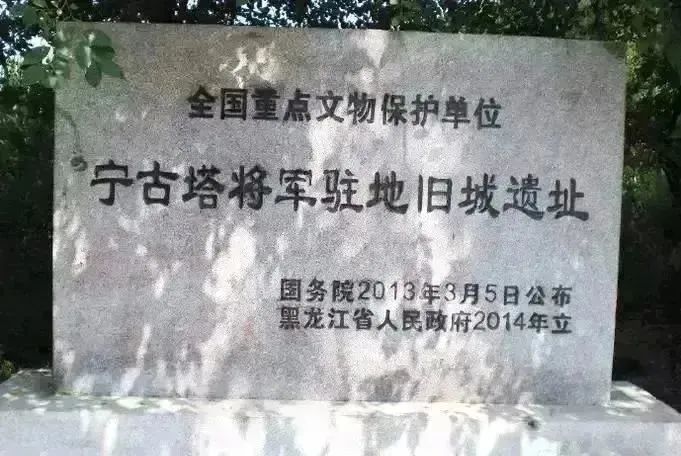 全国重点文物保护单位
宁古塔将军驻地旧城遗址
国务院2013年3月5日公布
黑龙江省人民政府2014年立